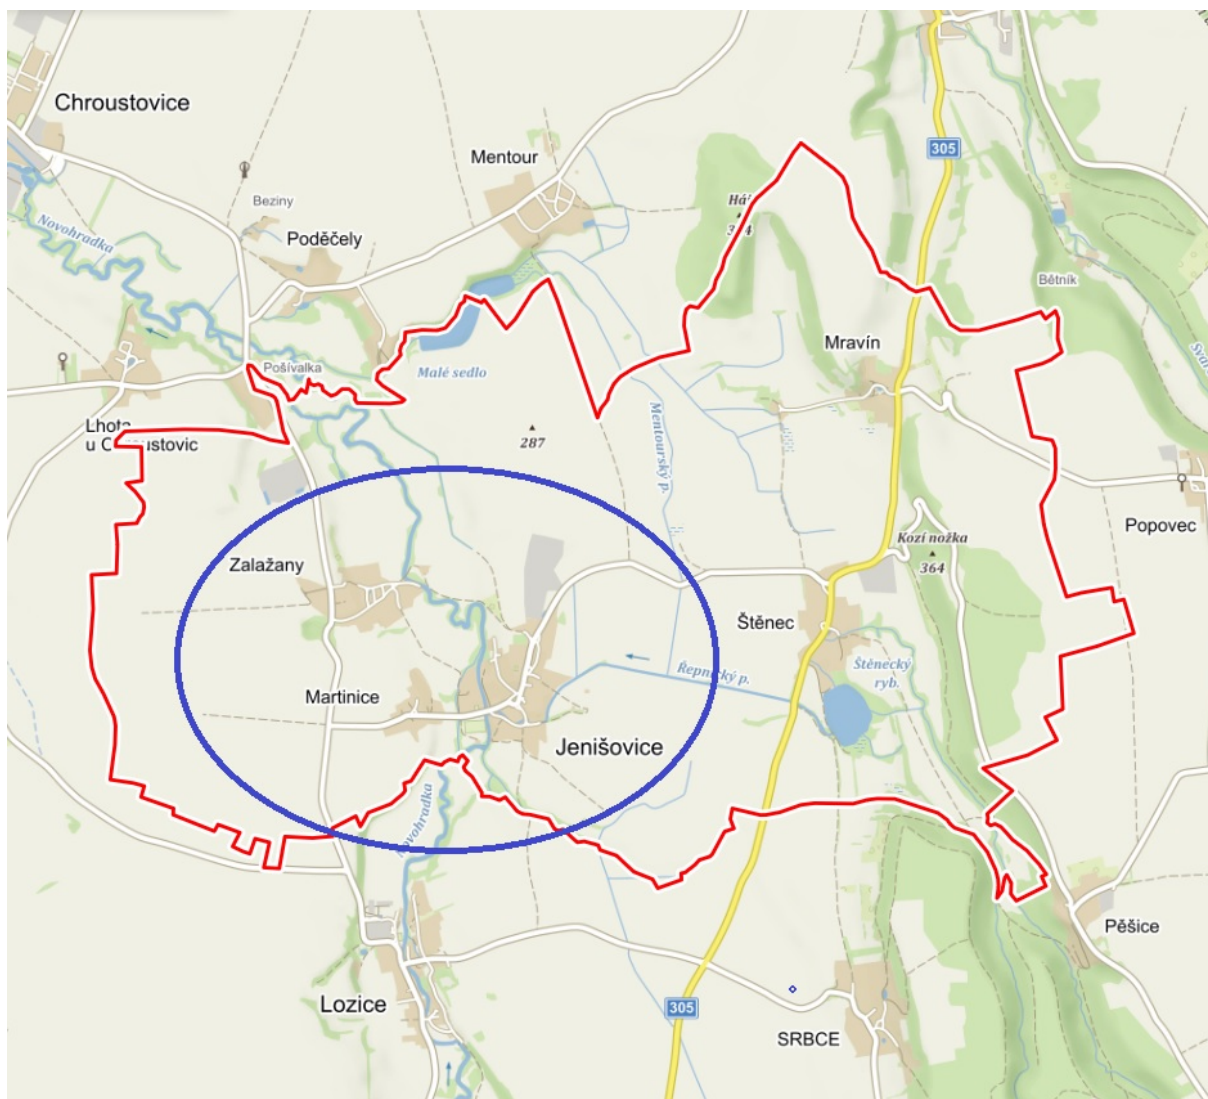 Chroustovice
Mentour
305
Beziny
Novohradka
Poděčely
Bětník
Mravín
Pošívalka
Malé sedlo
Lhota
287
Mentourský p.
Popovec
Kozí nožka
364
Zalažany
Štěnec
Štěnecký
ryb.
Řepnický p.
Martinice
Jenišovice
Novohradka
Pěšice
Lozice
305
SRBCE